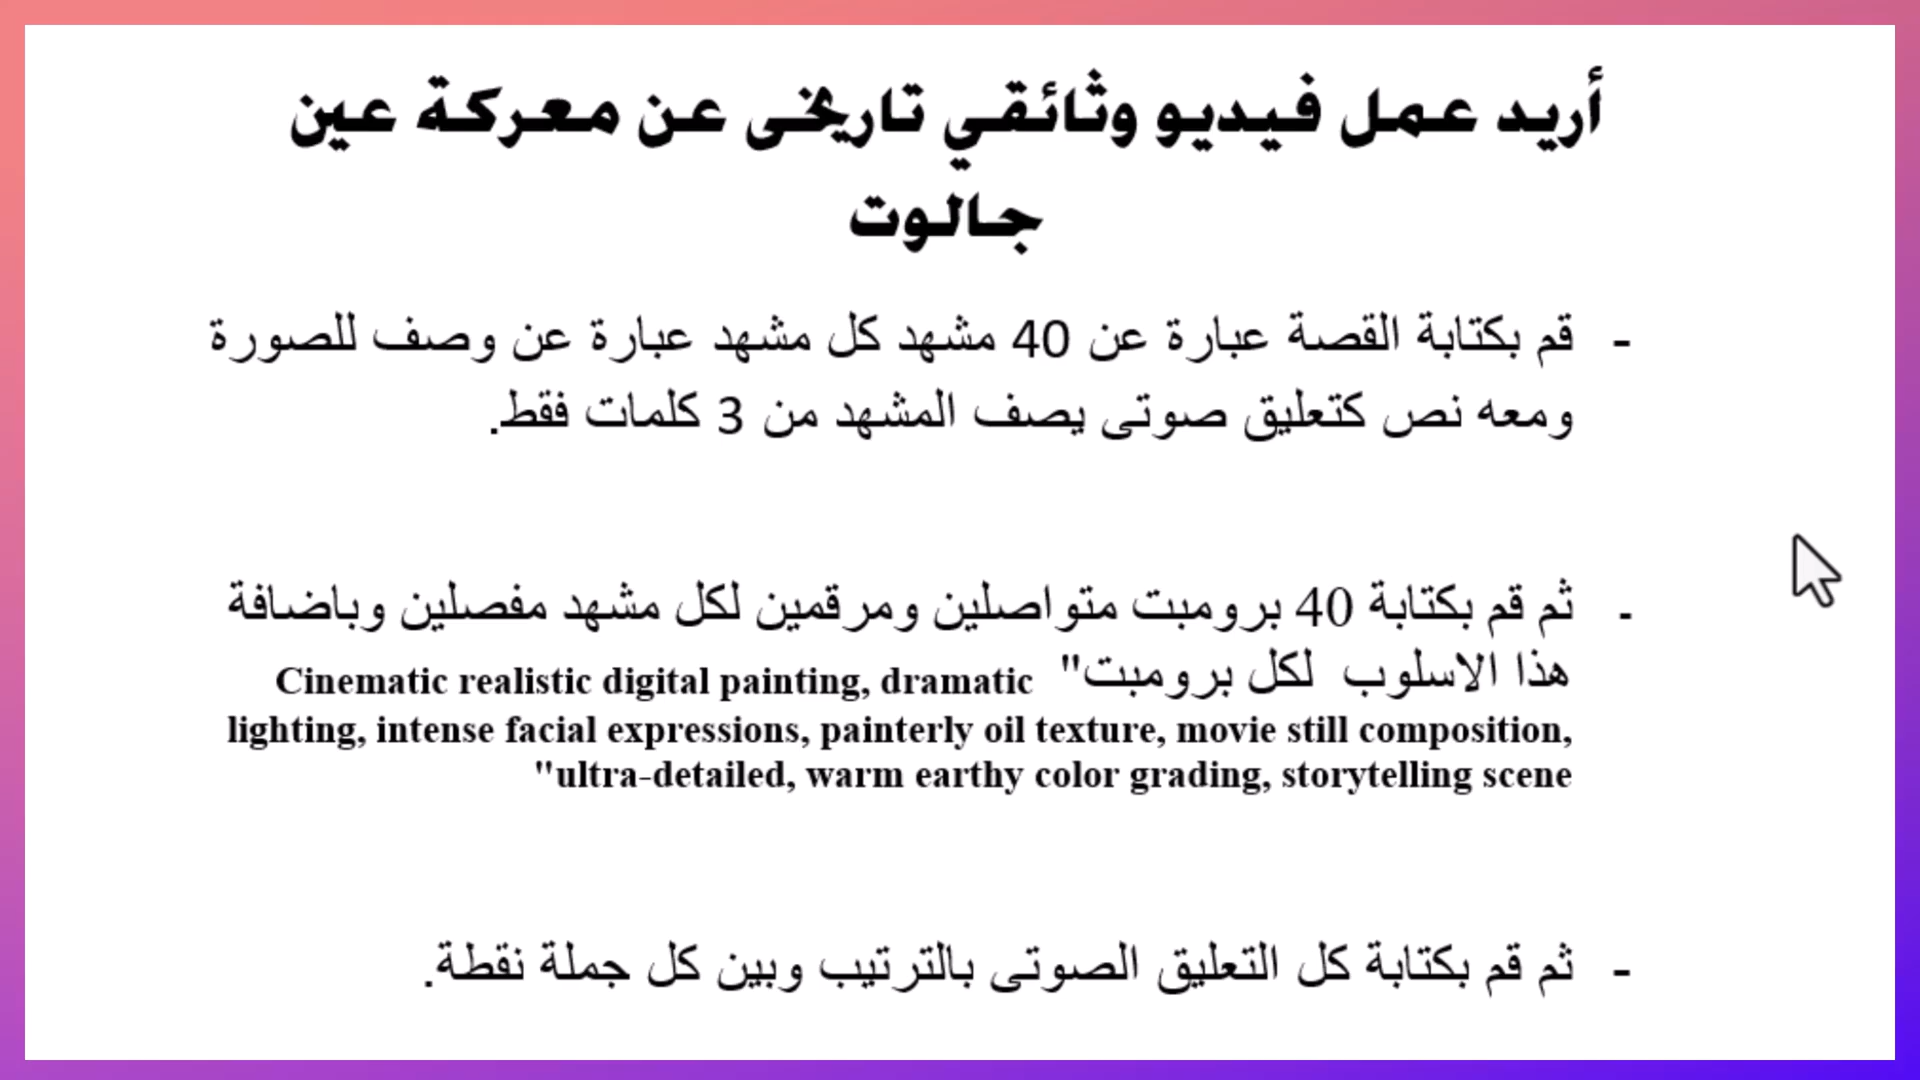 أريد عمل فيديو وثائقي تاريخى عن معركة عين
جالوت
- قم بكتابة القصة عبارة عن 40 مشهد كل مشهد عبارة عن وصف للصورة
ومعه نص كتعليق صوتى يصف المشهد من 3 كلمات فقط.
- ثم قم بكتابة 40 برومبت متواصلين ومرقمين لكل مشهد مفصلين وباضافة
هذا الاسلوب لكل برومبت" Cinematic realistic digital painting, dramatic
lighting, intense facial expressions, painterly oil texture, movie still composition,
ultra-detailed, warm earthy color grading, storytelling scene"
- ثم قم بكتابة كل التعليق الصوتى بالترتيب وبين كل جملة نقطة.